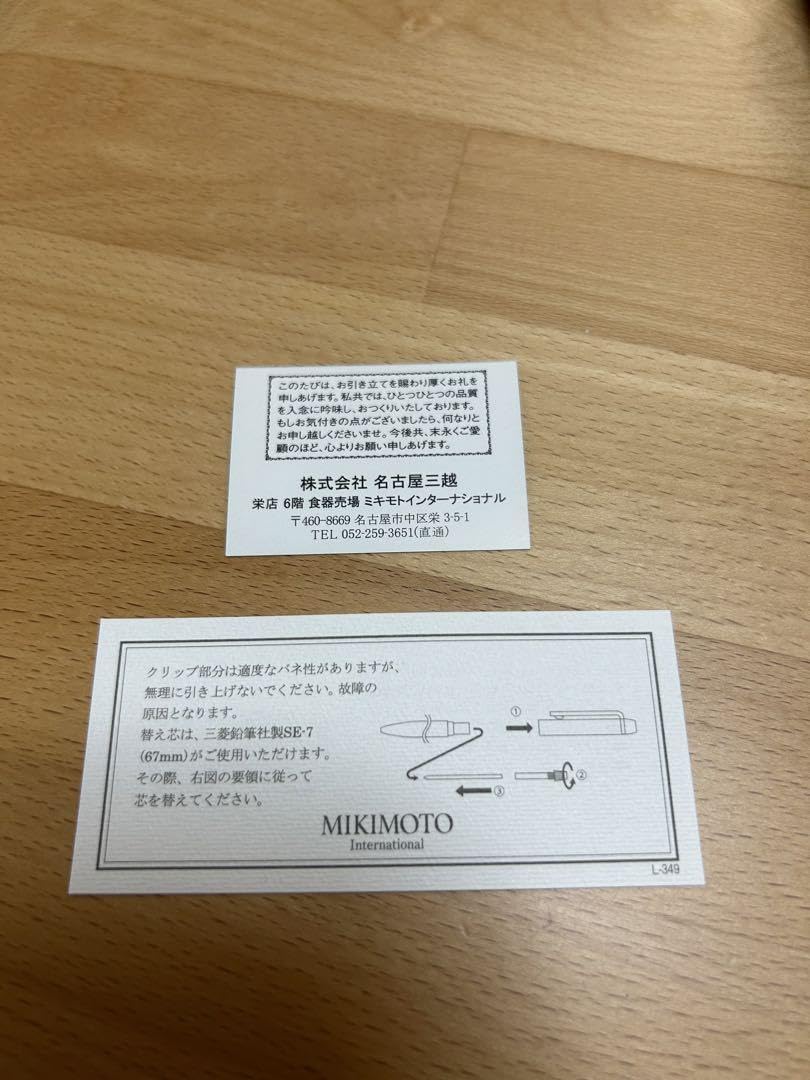 このたびは、お引き立てを賜わり厚くお礼を
申しあげます。私共では、ひとつひとつの品質
を入念に吟味し、おつくりいたしております。
もしお気付きの点がございましたら、何なりと
お申し越しくださいませ。今後共、末永くご愛
顧のほど、心よりお願い申しあげます。
株式会社 名古屋三越
栄店 6階 食器売場 ミキモトインターナショナル
〒460-8669 名古屋市中区栄 3-5-1
TEL 052-259-3651(直通)
クリップ部分は適度なバネ性がありますが、
無理に引き上げないでください。故障の
原因となります。
替え芯は、三菱鉛筆社製SE-7
(67mm)がご使用いただけます。
その際、右図の要領に従って
芯を替えてください。
①
②
③
MIKIMOTO
International
L-349